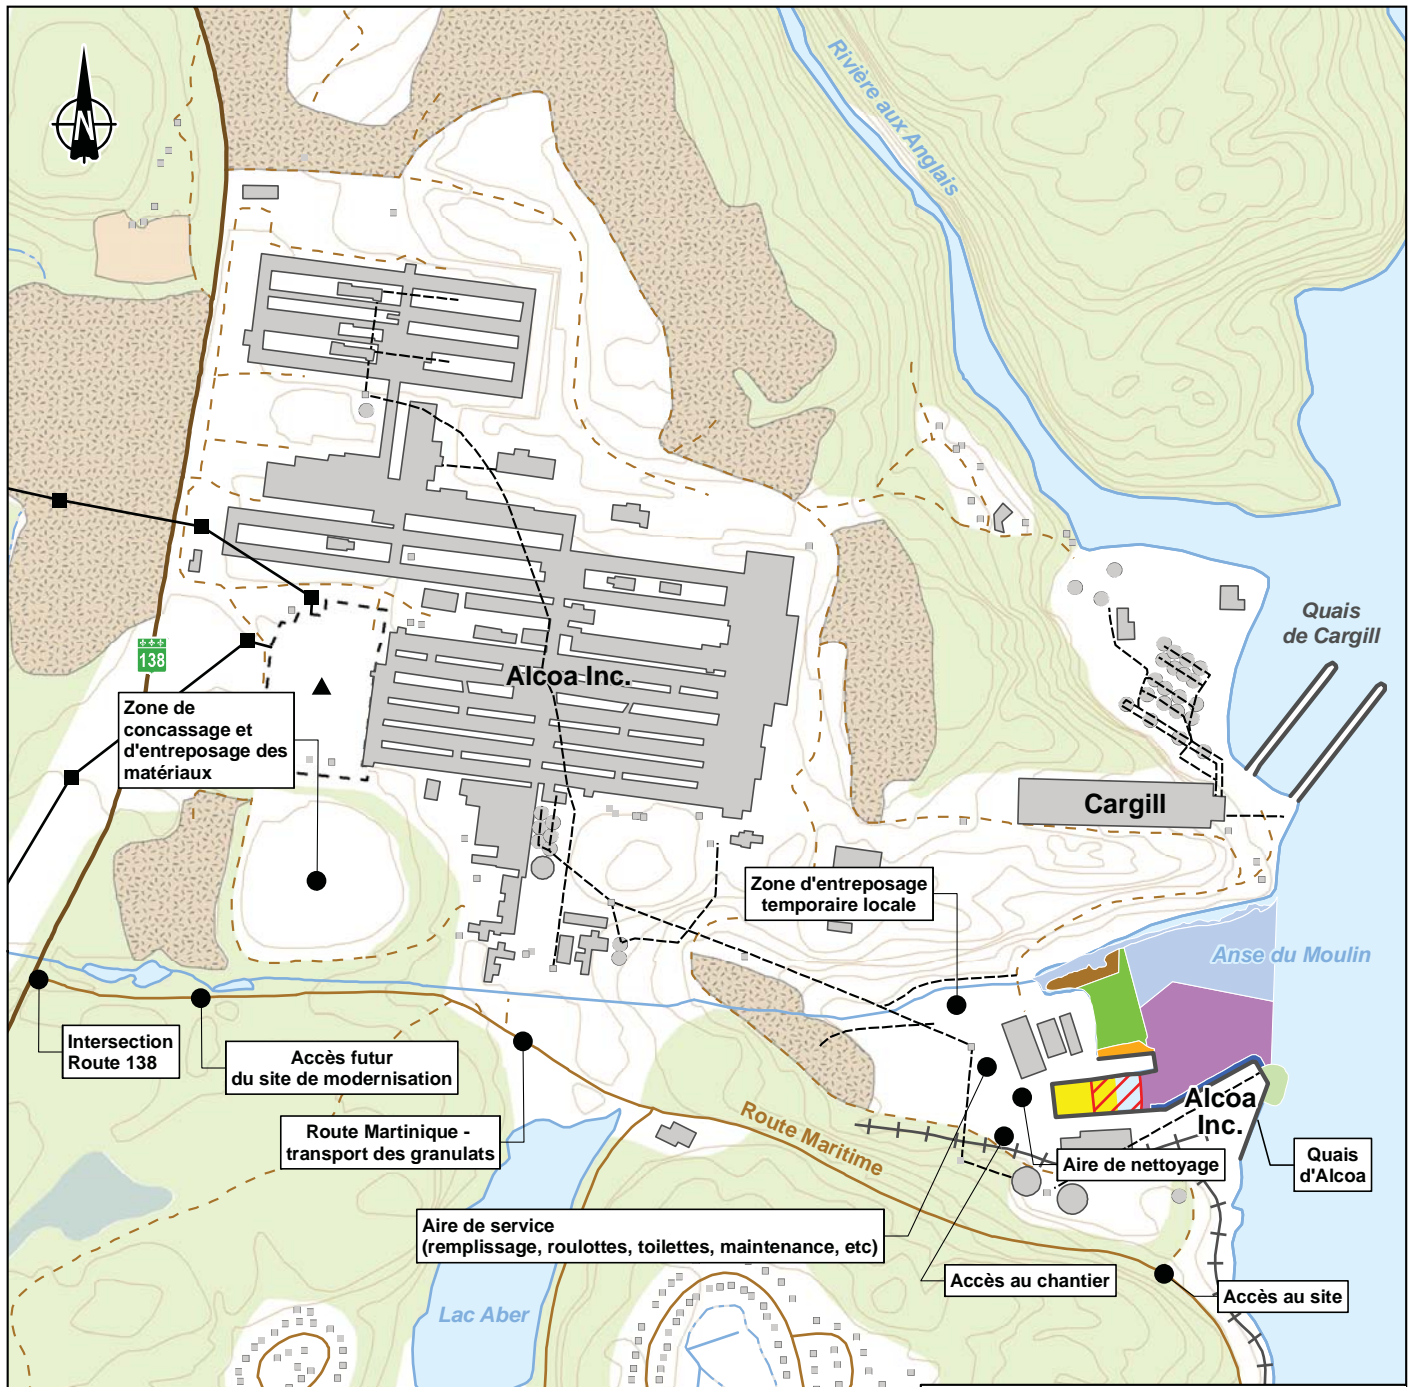 N
Rivière aux Anglais
Quais
de Cargill
138
Alcoa Inc.
Zone de
concassage et
d'entreposage des
matériaux
Cargill
Zone d'entreposage
temporaire locale
Anse du Moulin
Intersection
Route 138
Accès futur
du site de modernisation
Route Martinique -
transport des granulats
Route Maritime
Alcoa
Inc.
Aire de nettoyage
Quais
d'Alcoa
Aire de service
(remplissage, roulottes, toilettes, maintenance, etc)
Accès au chantier
Accès au site
Lac Aber